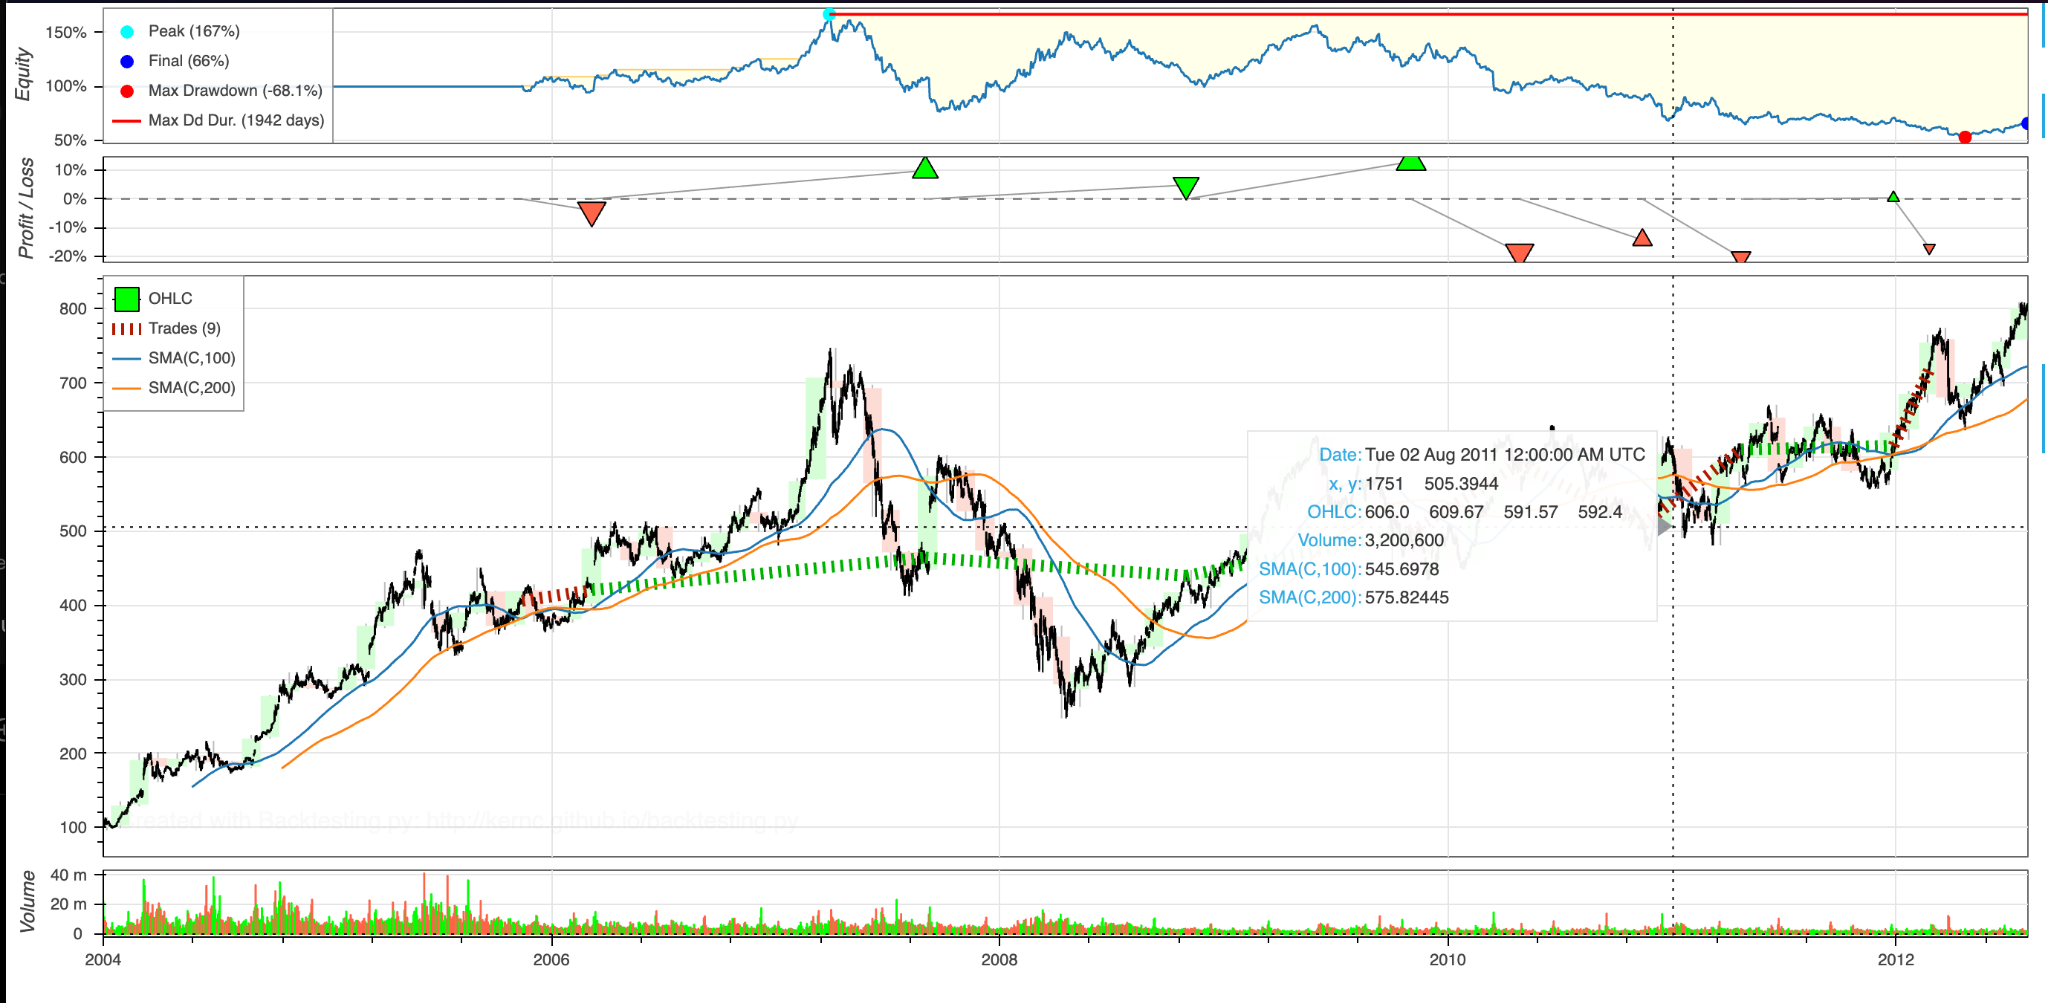 Equity
150%
100%
50%
Peak (167%)
Final (66%)
Max Drawdown (-68.1%)
Max Dd Dur. (1942 days)
Profit / Loss
10%
0%
-10%
-20%
OHLC
Trades (9)
SMA(C,100)
SMA(C,200)
800
700
600
500
400
300
200
100
Date: Tue 02 Aug 2011 12:00:00 AM UTC
x, y: 1751 505.3944
OHLC: 606.0 609.67 591.57 592.4
Volume: 3,200,600
SMA(C,100): 545.6978
SMA(C,200): 575.82445
created with Backtesting.py: http://kernc.github.io/backtesting.py
Volume
40 m
20 m
0
2004
2006
2008
2010
2012